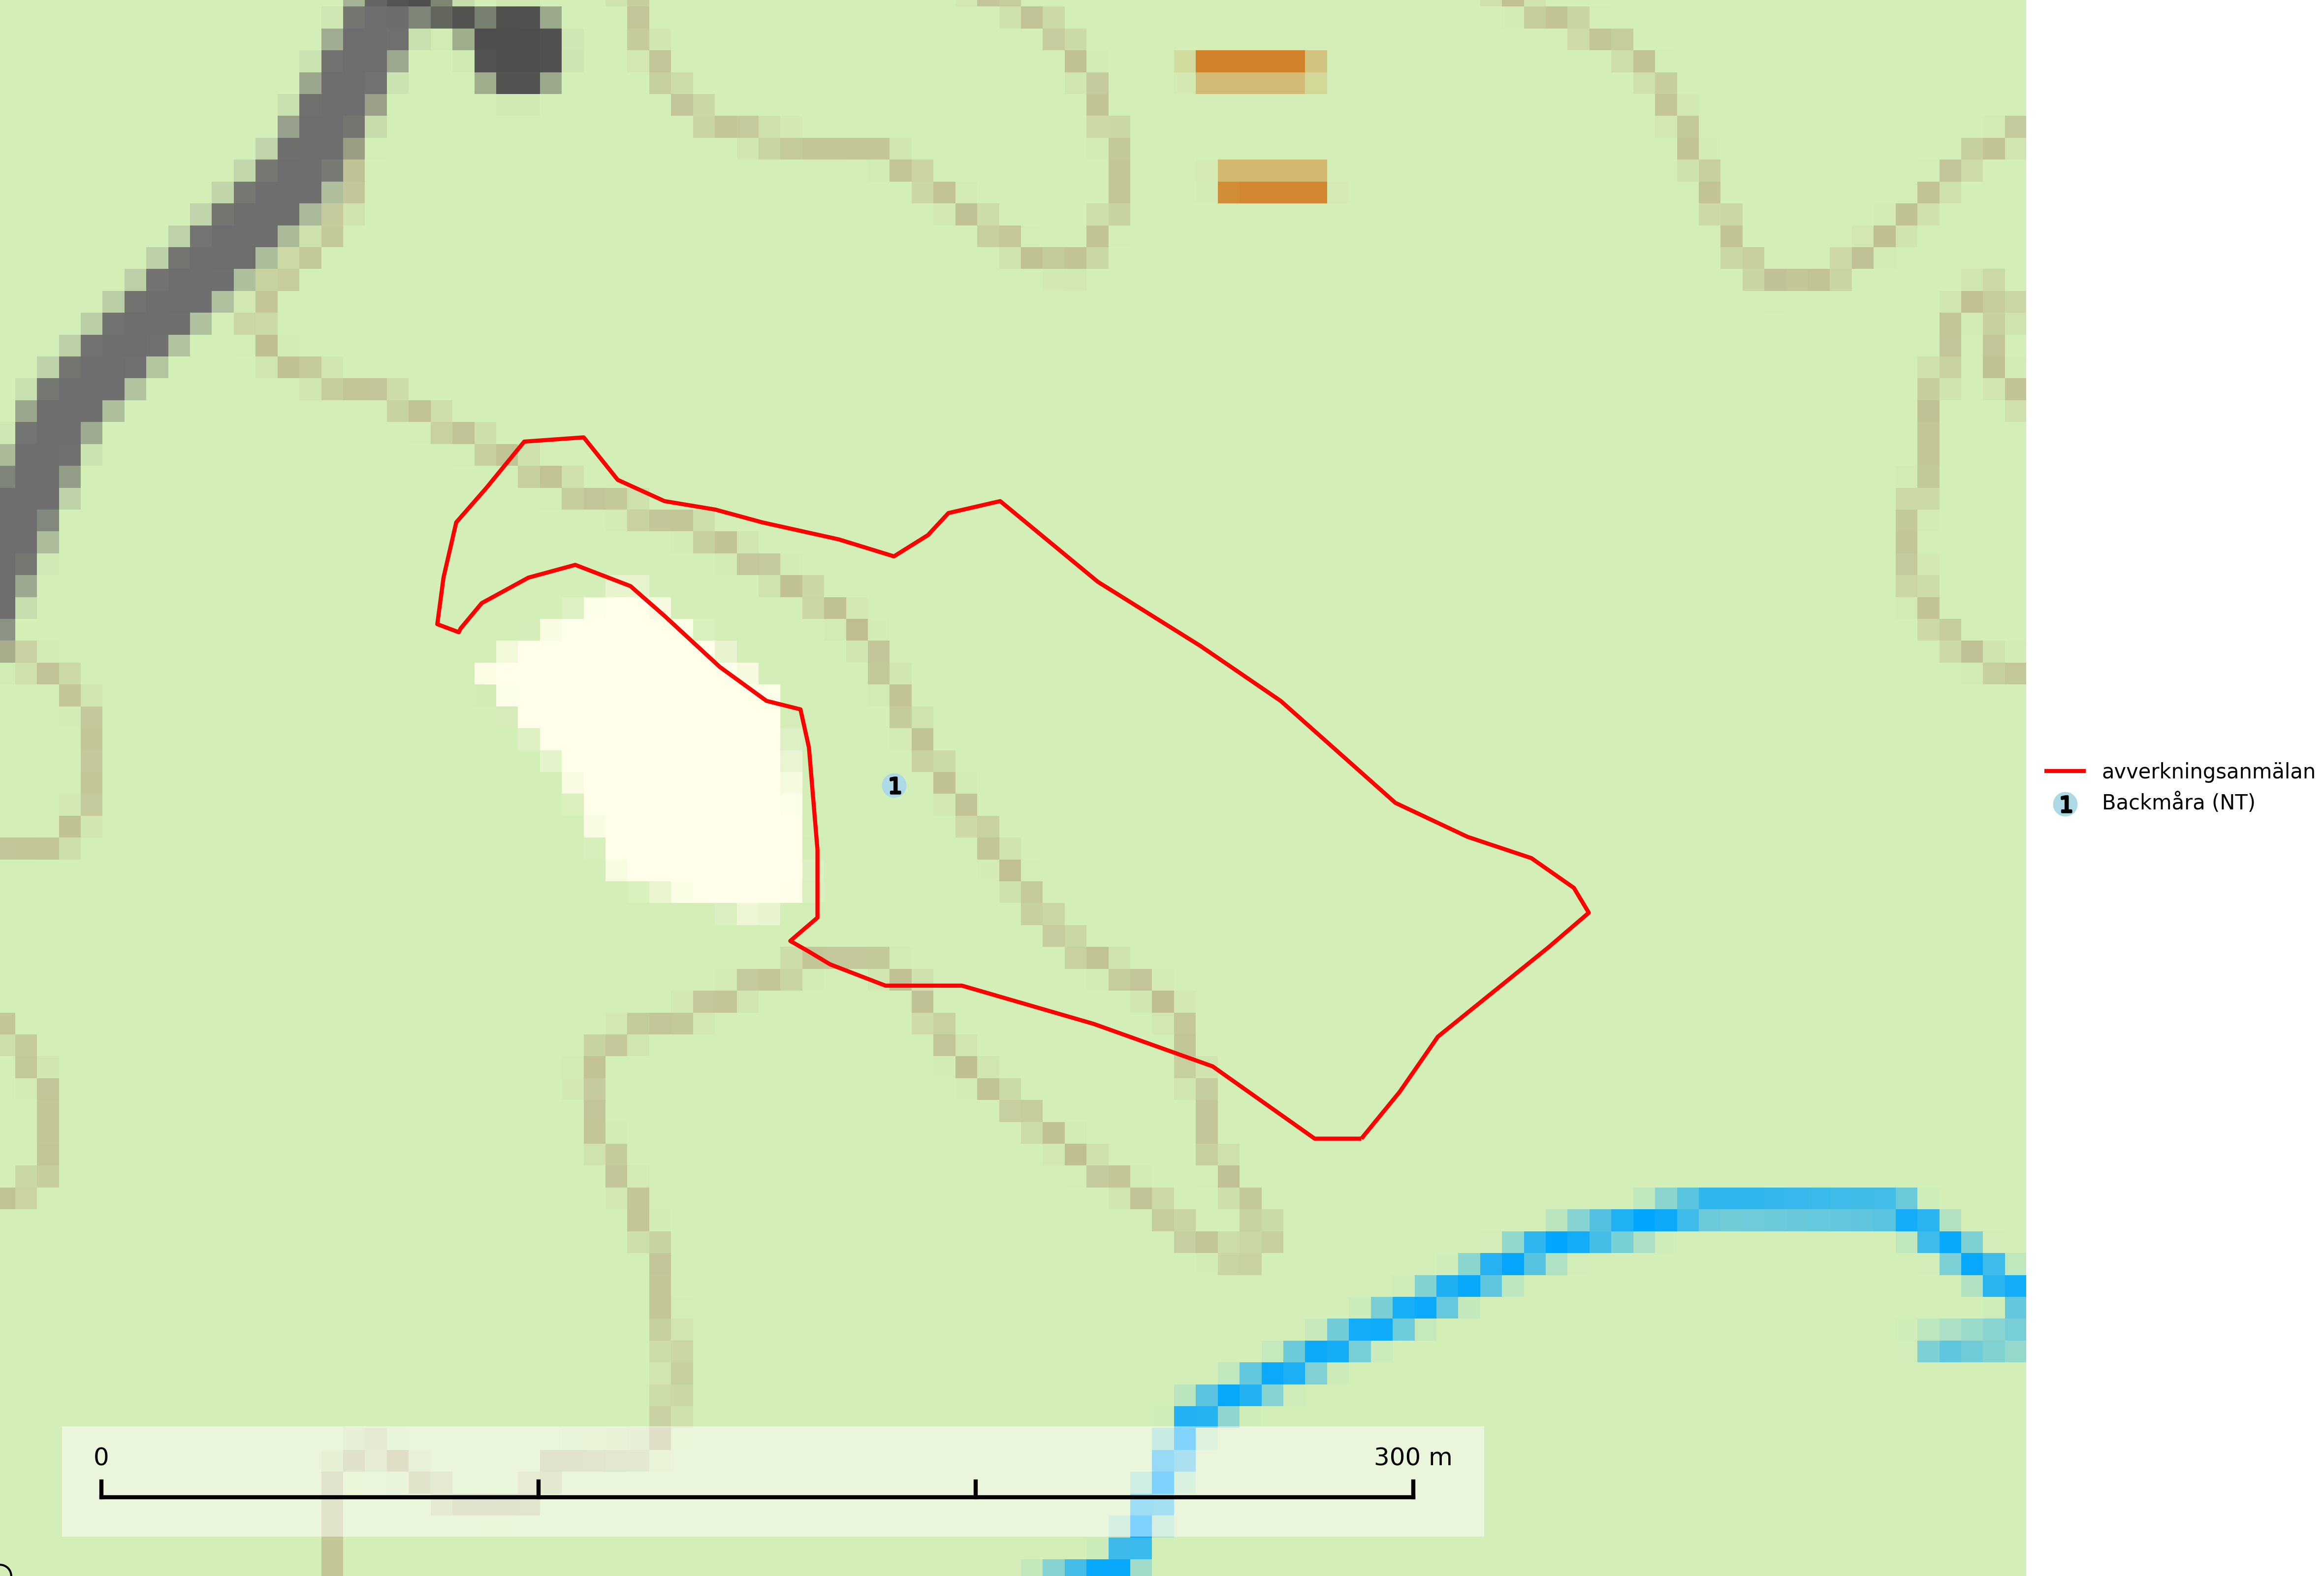 1
avverkningsanmälan
1 Backmåra (NT)
0 300 m